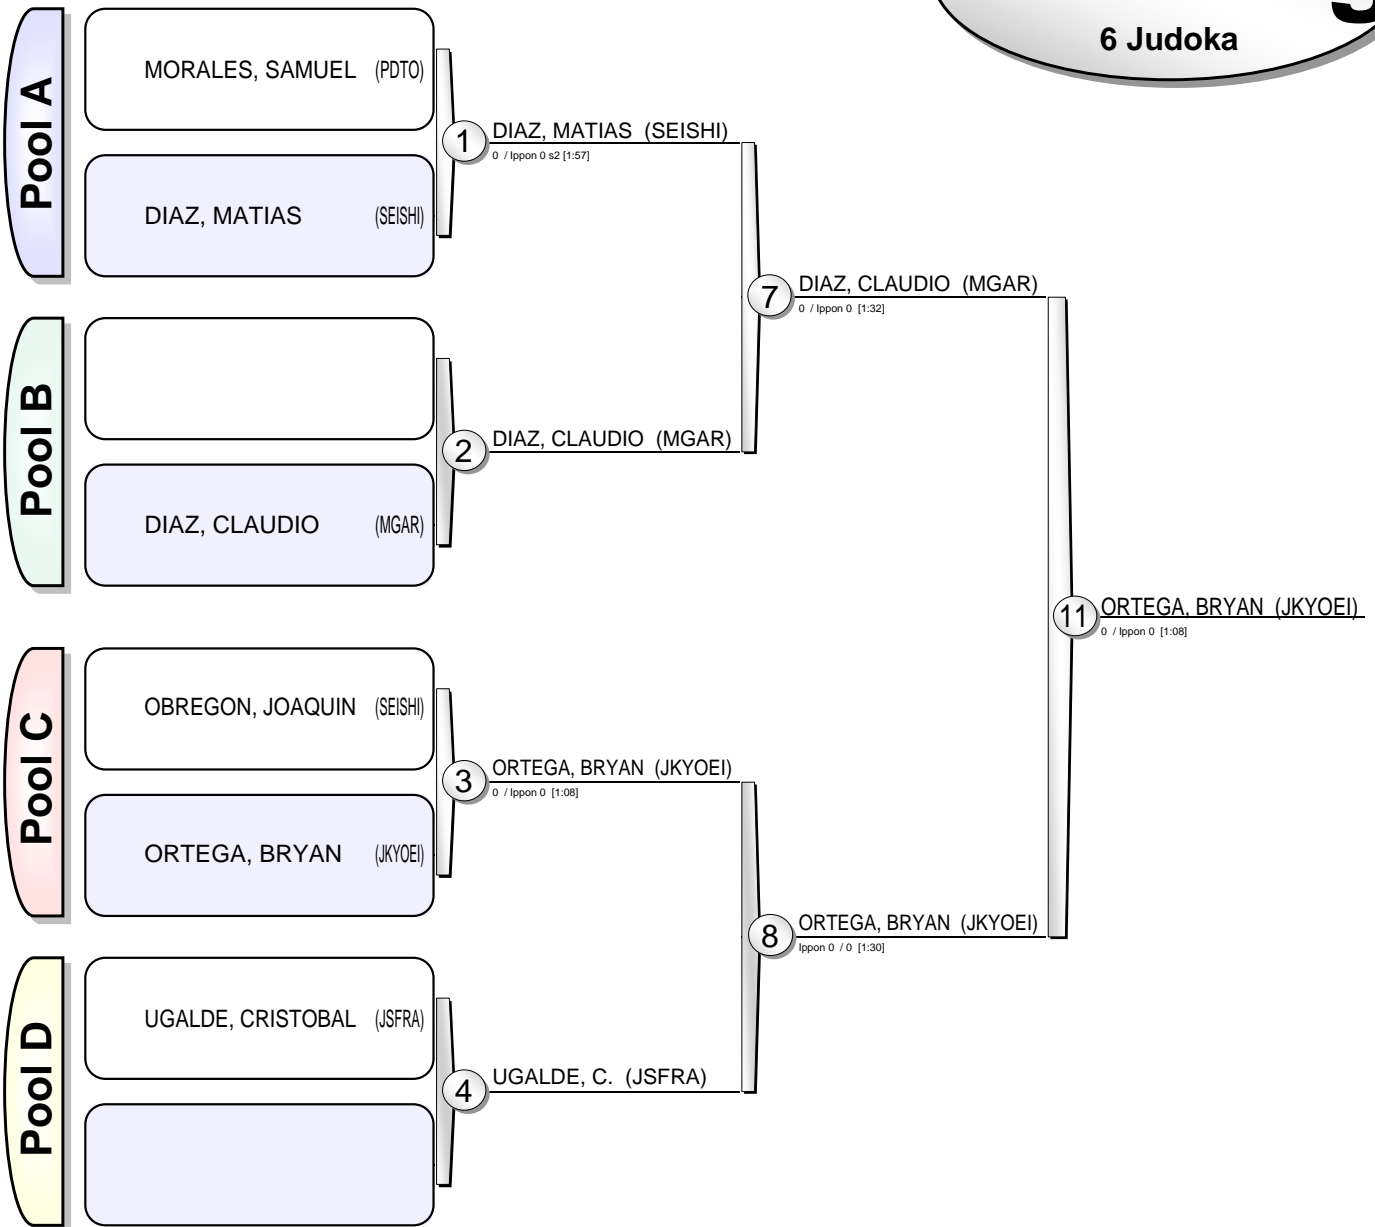 6 Judoka
Pool A
MORALES, SAMUEL (PDTO)
DIAZ, MATIAS (SEISHI)
1
DIAZ, MATIAS (SEISHI)
0 / Ippon 0 s2 [1:57]
Pool B
DIAZ, CLAUDIO (MGAR)
2
DIAZ, CLAUDIO (MGAR)
7
DIAZ, CLAUDIO (MGAR)
0 / Ippon 0 [1:32]
Pool C
OBREGON, JOAQUIN (SEISHI)
ORTEGA, BRYAN (JKYOEI)
3
ORTEGA, BRYAN (JKYOEI)
0 / Ippon 0 [1:08]
Pool D
UGALDE, CRISTOBAL (JSFRA)
4
UGALDE, C. (JSFRA)
8
ORTEGA, BRYAN (JKYOEI)
Ippon 0 / 0 [1:30]
11
ORTEGA, BRYAN (JKYOEI)
0 / Ippon 0 [1:08]